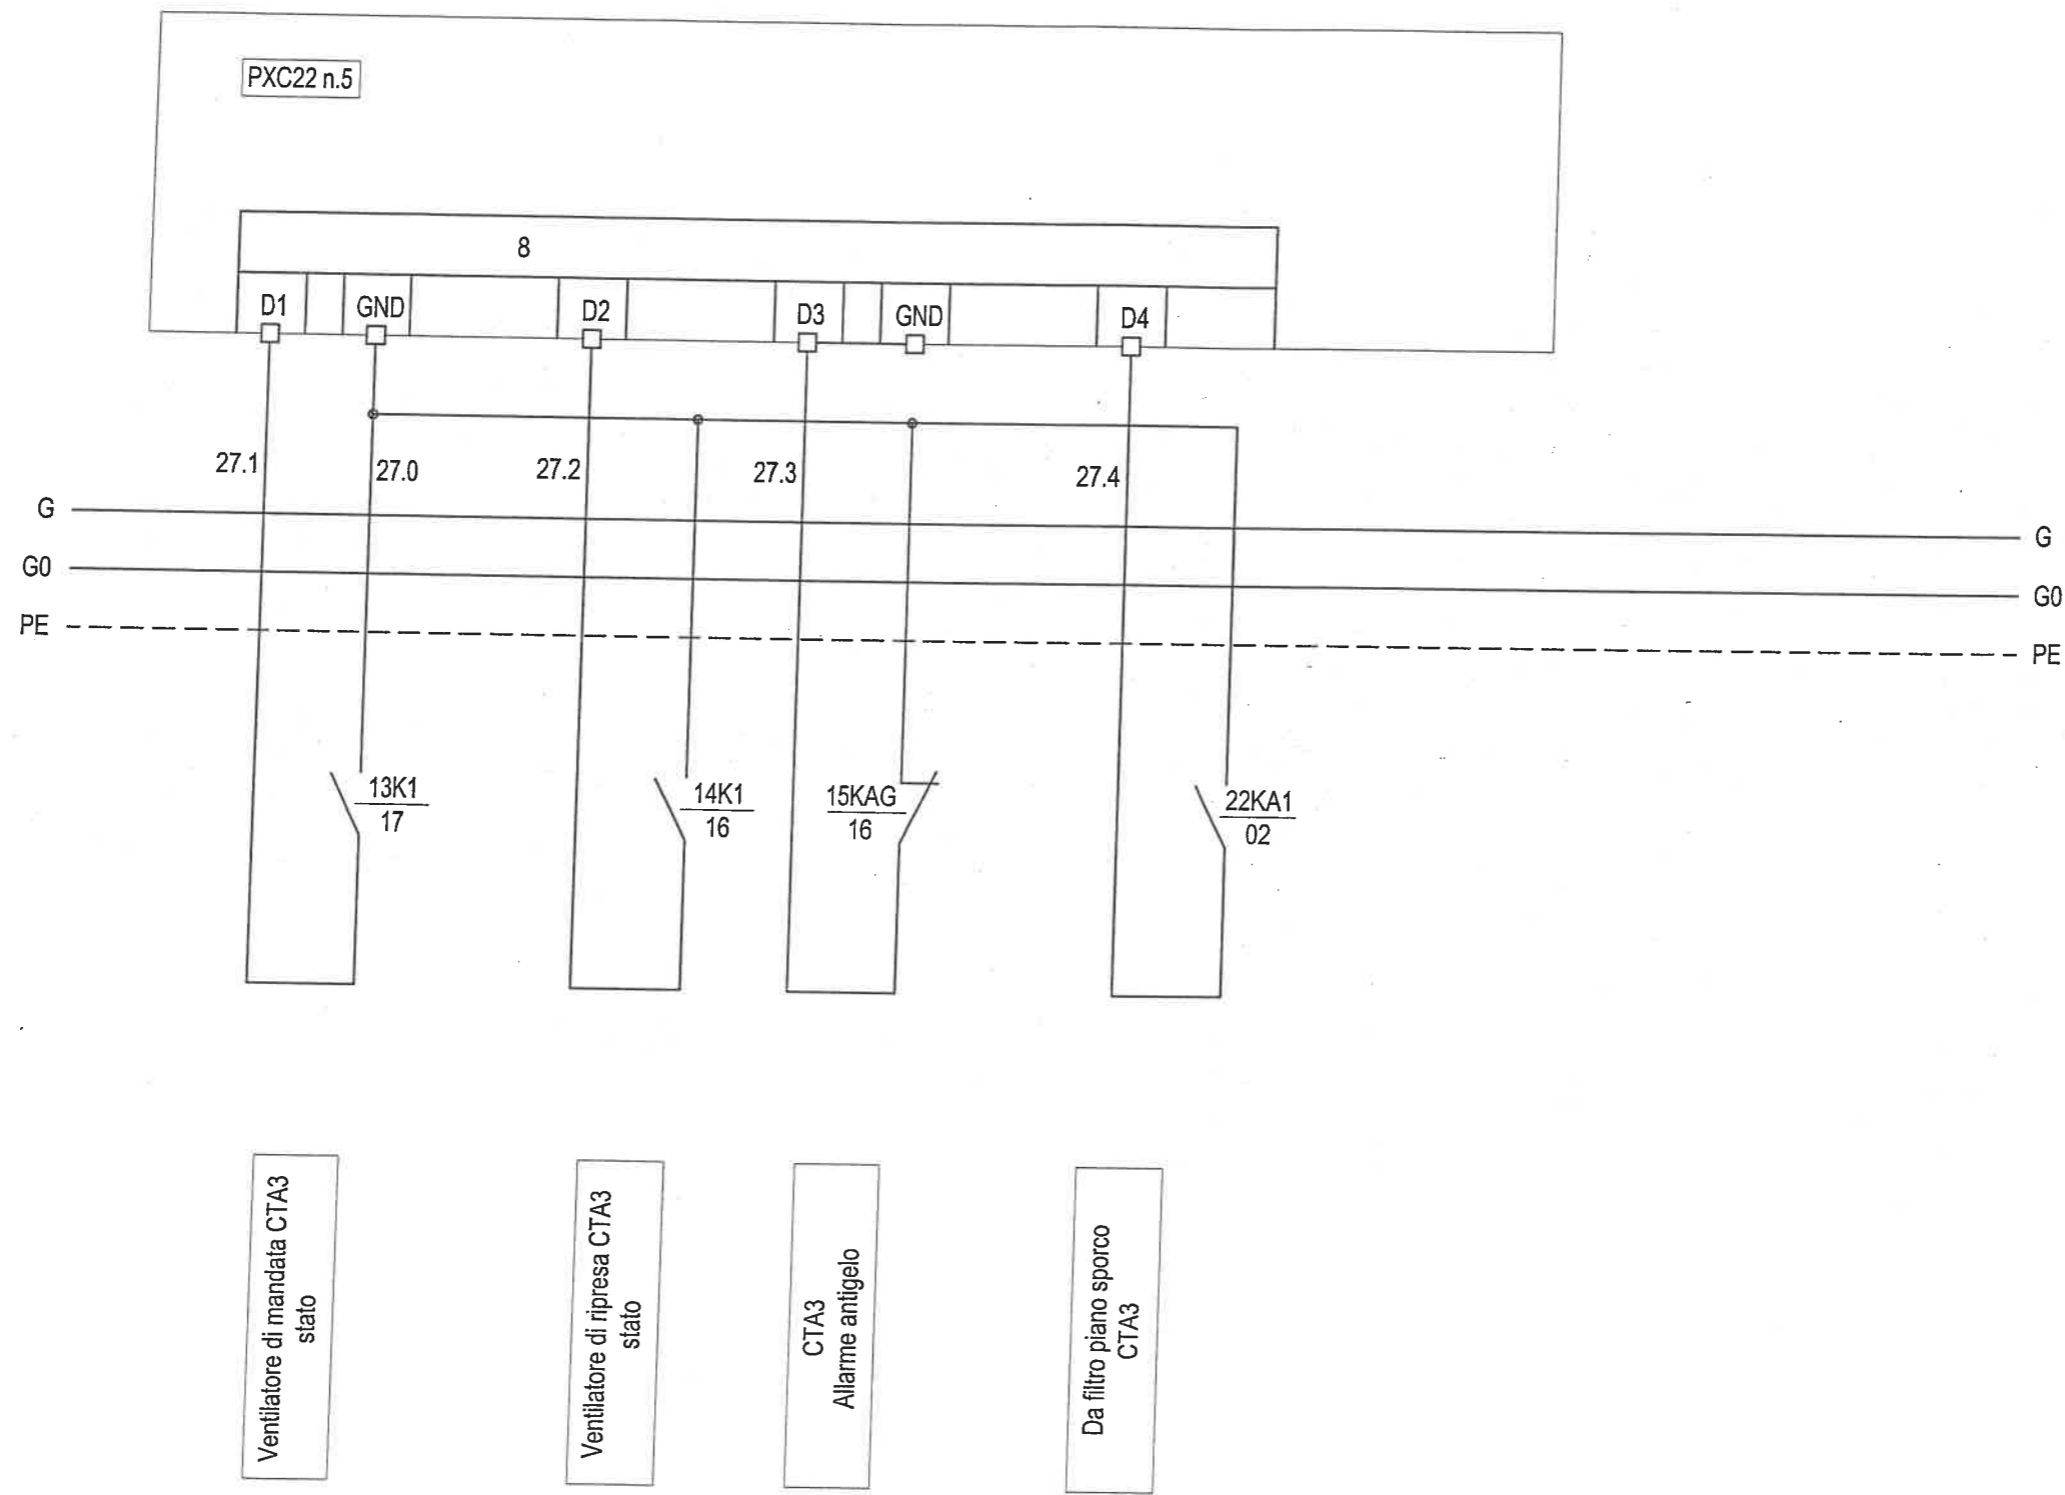 PXC22 n.5
8
D1 GND D2 D3 GND D4
27.1 27.0 27.2 27.3 27.4
G G
G0 G0
PE PE
13K1
17
14K1
16
15KAG
16
22KA1
02
Ventilatore di mandata CTA3
stato
Ventilatore di ripresa CTA3
stato
CTA3
Allarme antigelo
Da filtro piano sporco
CTA3